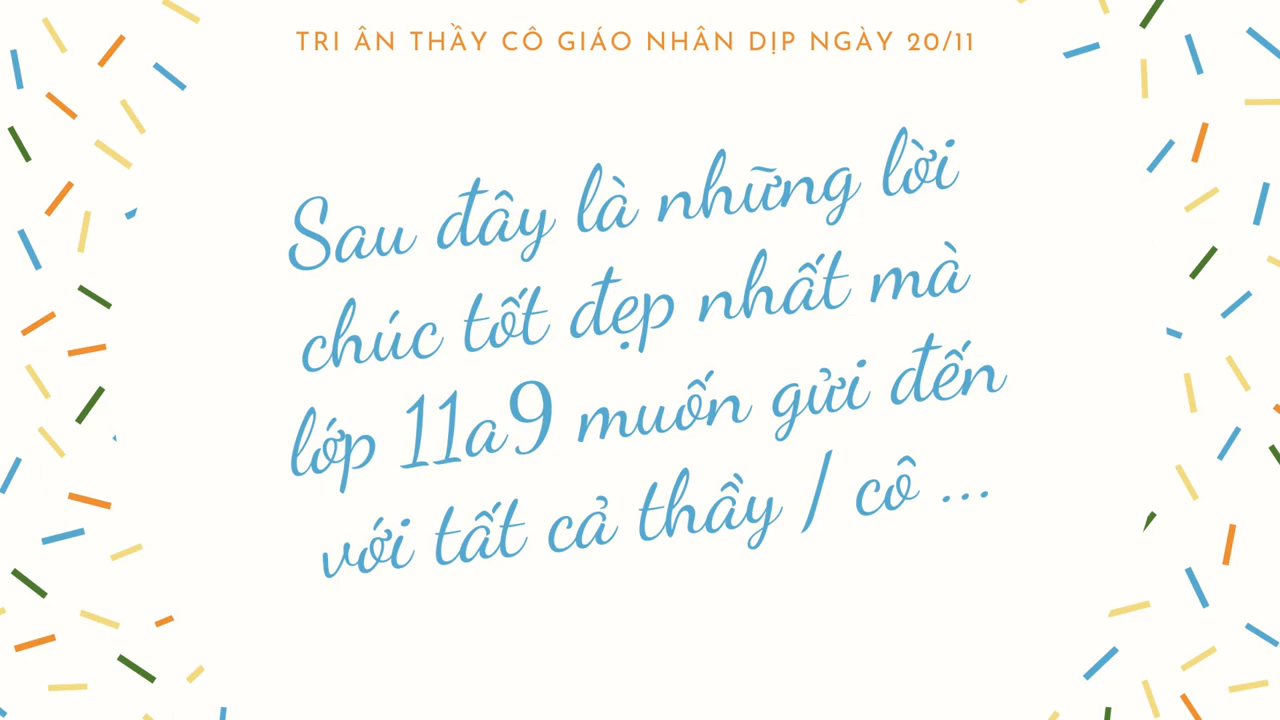 TRI ÂN THẦY CÔ GIÁO NHÂN DỊP NGÀY 20/11
Sau đây là những lời
chúc tốt đẹp nhất mà
lớp 11a9 muốn gửi đến
với tất cả thầy / cô ...